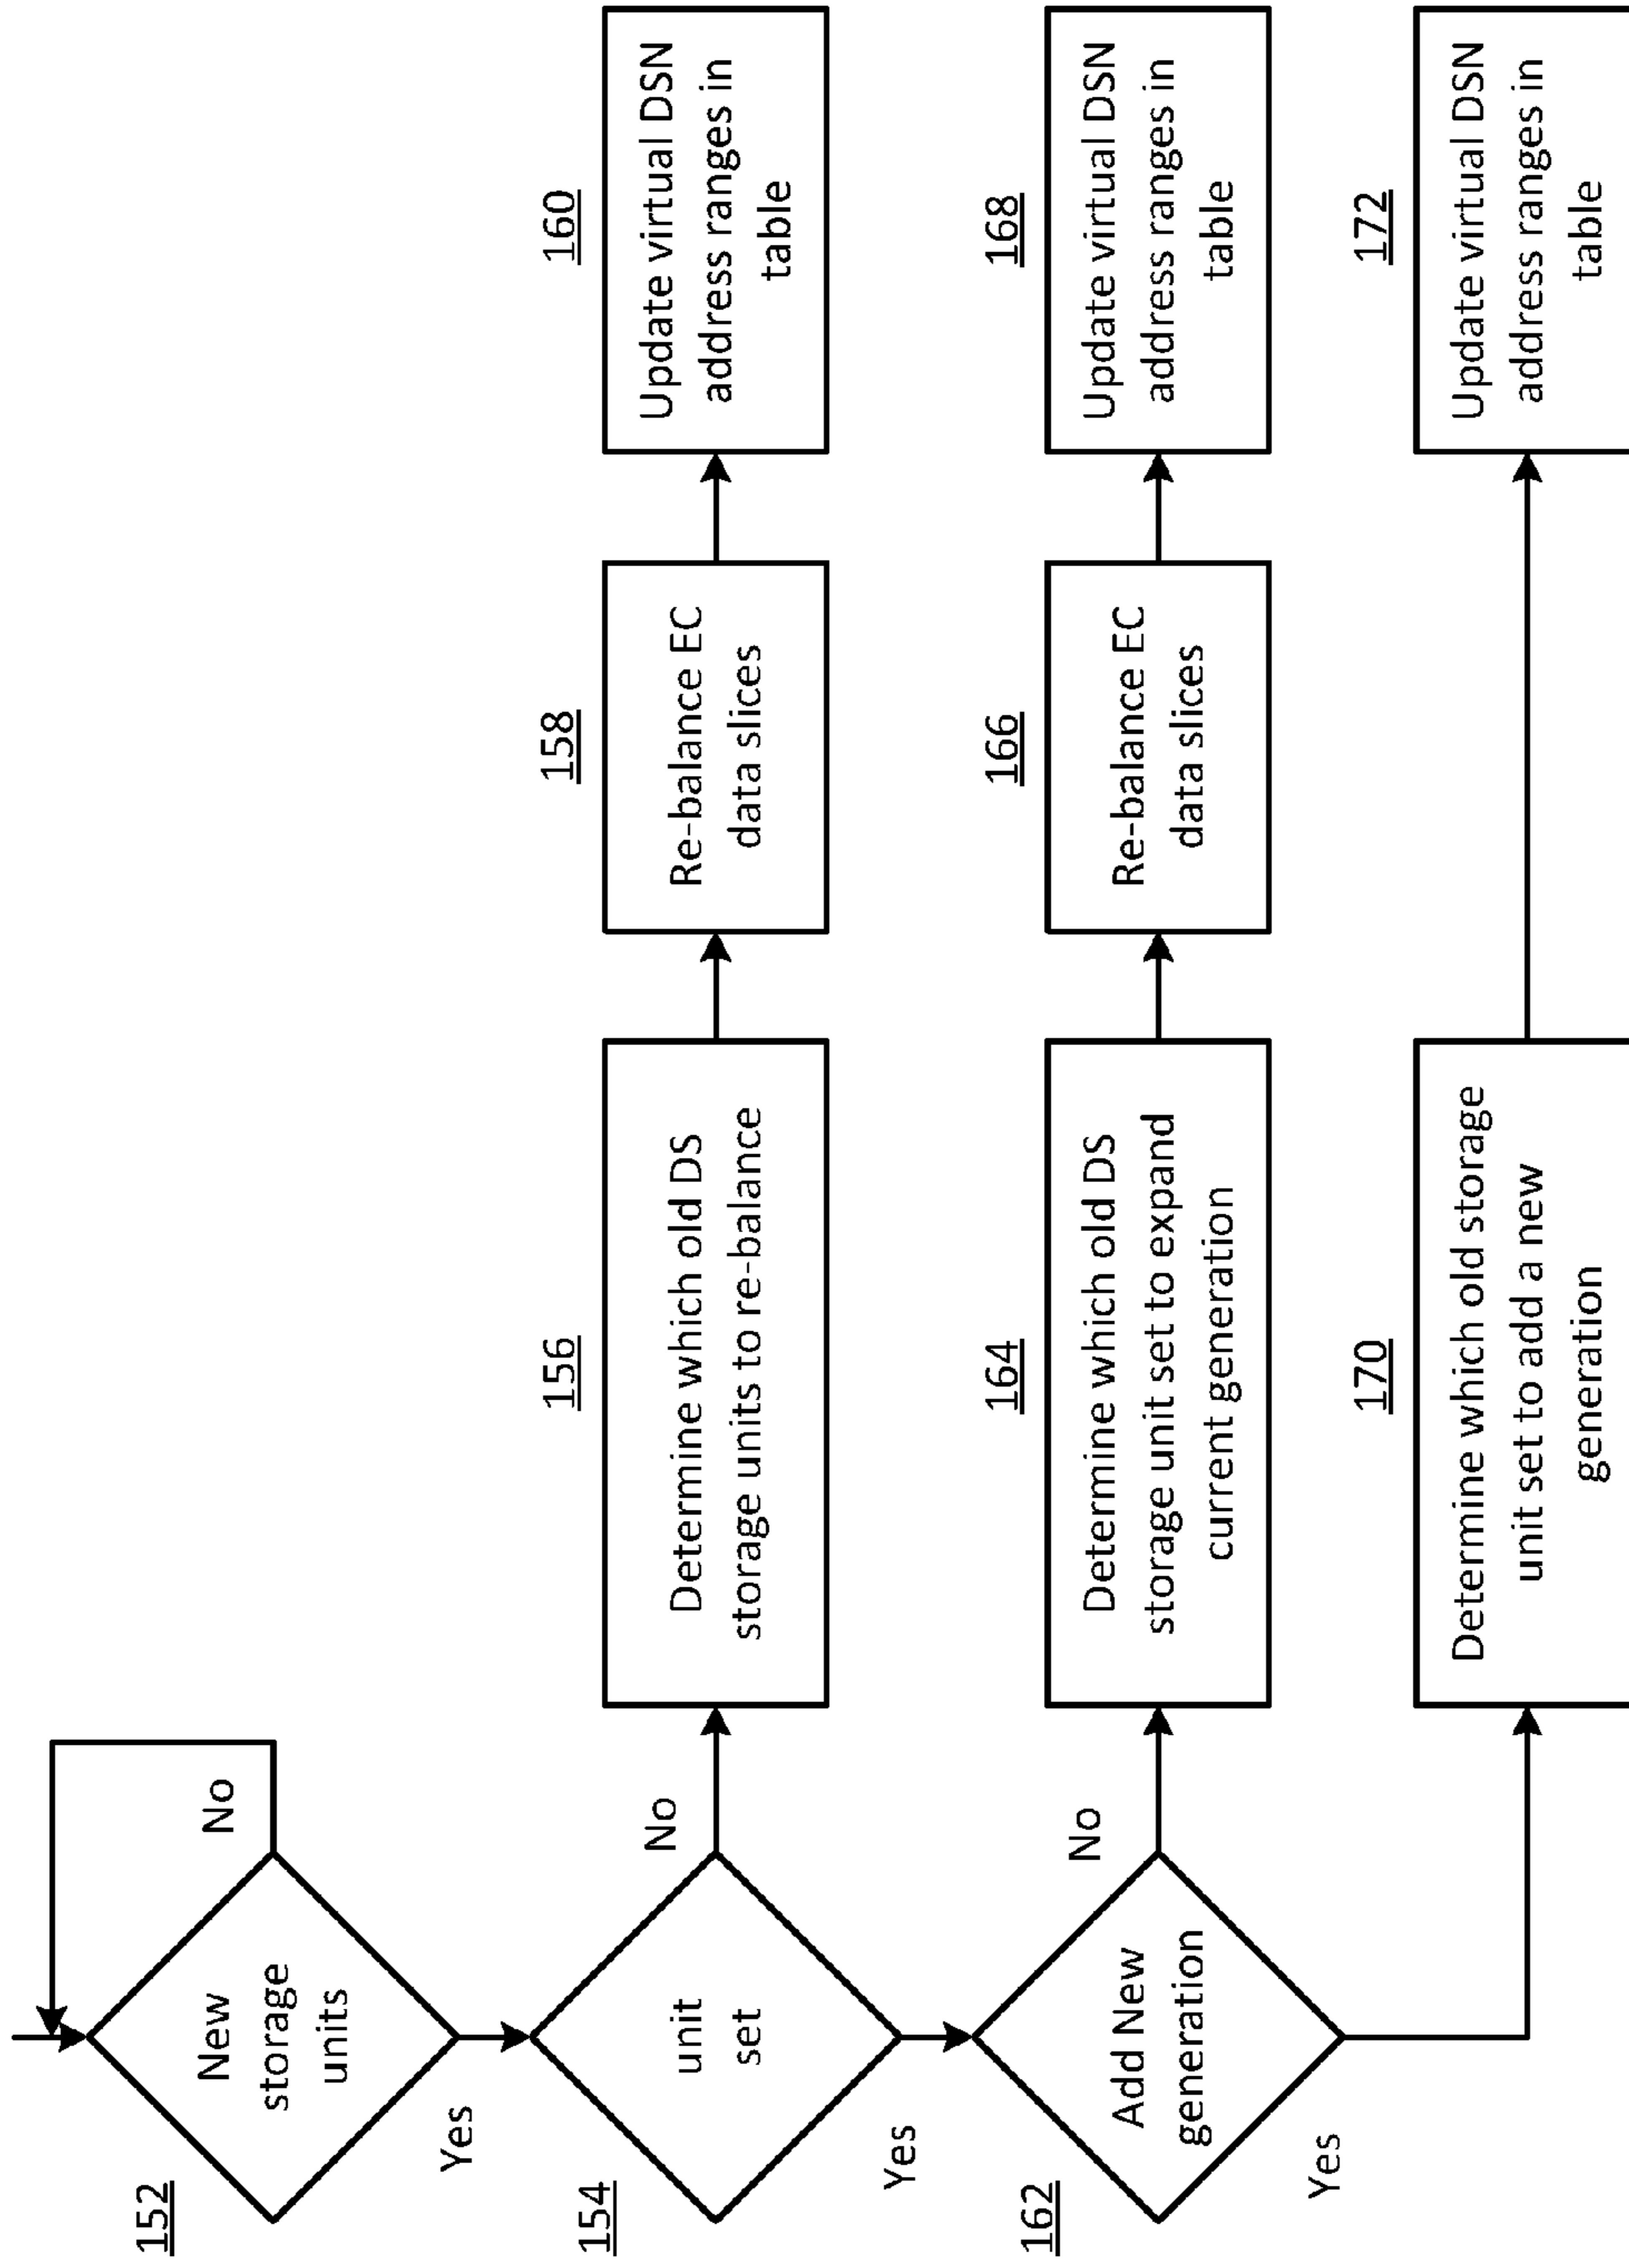 152
New
storage
units
No
Yes
154
unit
set
No
Yes
156
Determine which old DS
storage units to re-balance
158
Re-balance EC
data slices
160
Update virtual DSN
address ranges in
table
162
Add New
generation
No
Yes
164
Determine which old DS
storage unit set to expand
current generation
166
Re-balance EC
data slices
168
Update virtual DSN
address ranges in
table
170
Determine which old storage
unit set to add a new
generation
172
Update virtual DSN
address ranges in
table